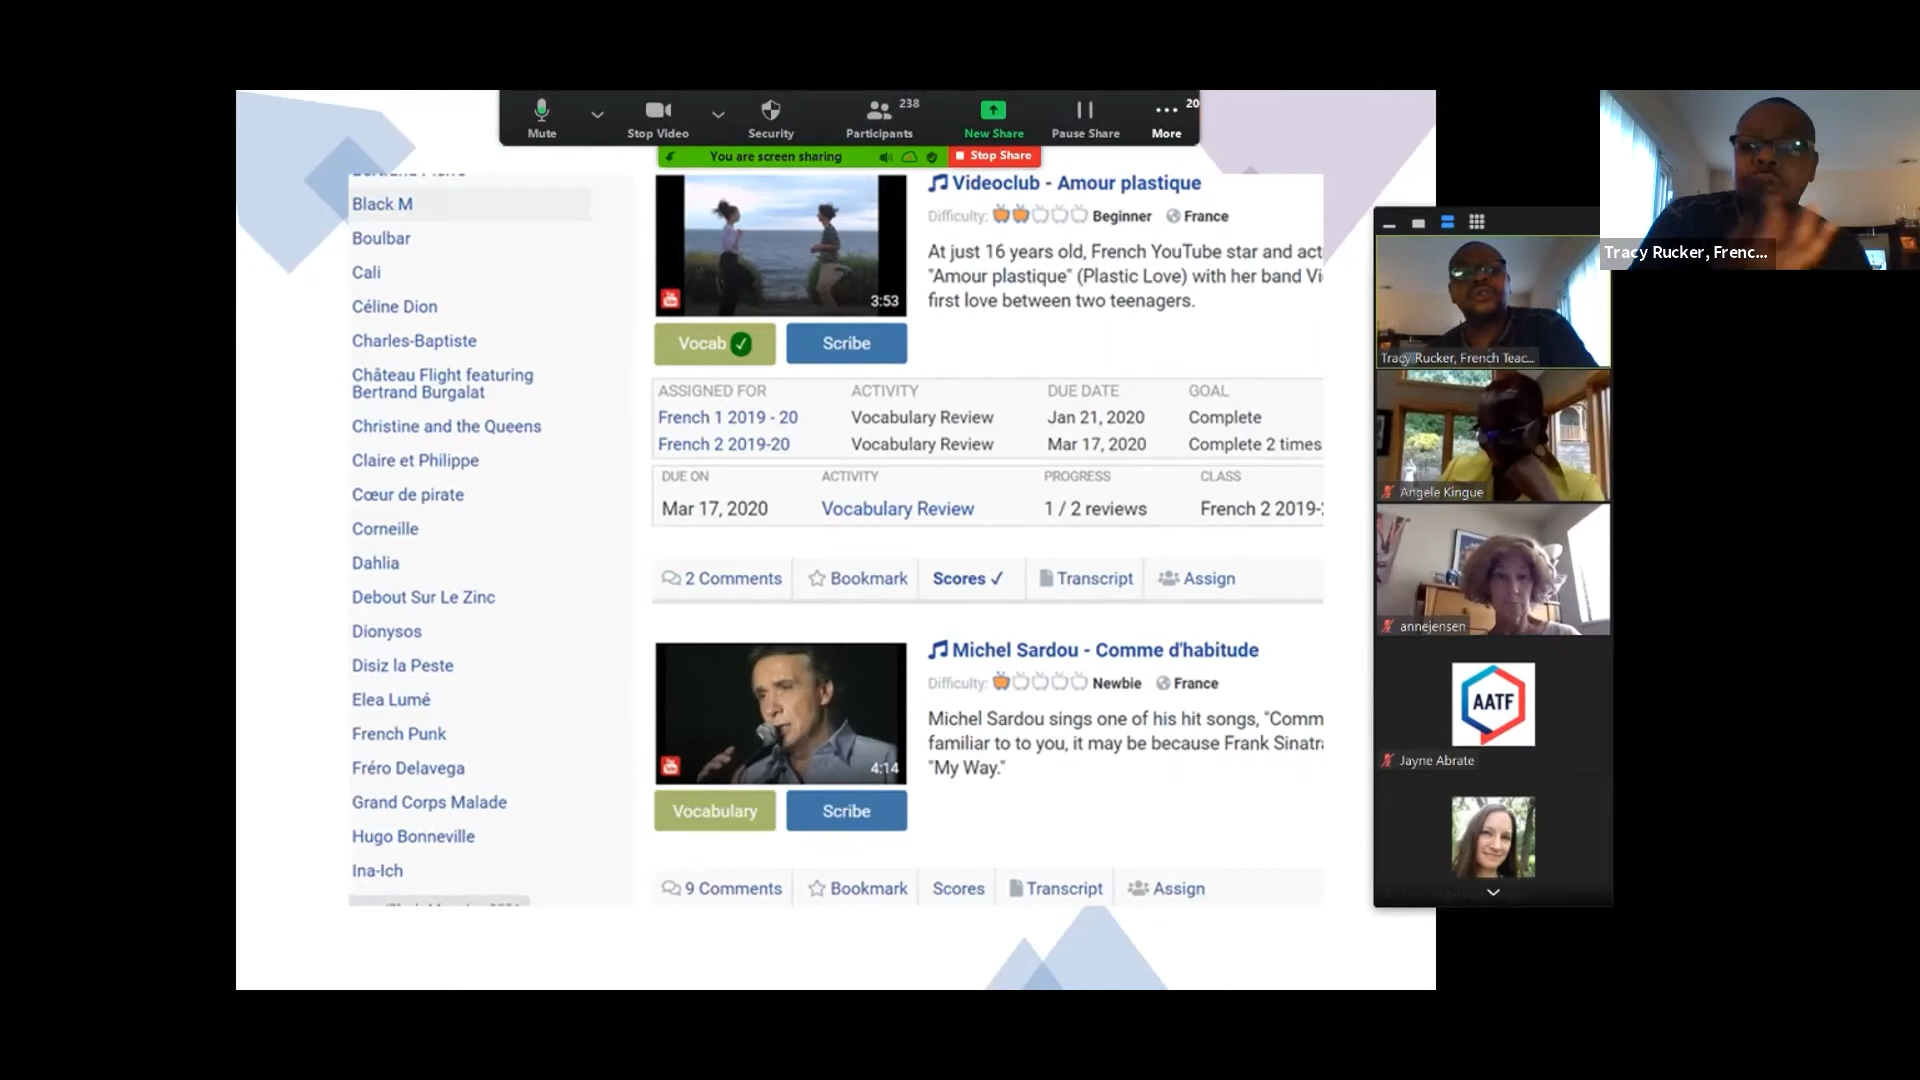 238
20
Mute
Stop Video
Security
Participants
New Share
Pause Share
More
You are screen sharing
Stop Share
Black M
Boulbar
Cali
Céline Dion
Charles-Baptiste
Château Flight featuring
Bertrand Burgalat
Christine and the Queens
Claire et Philippe
Cœur de pirate
Corneille
Dahlia
Debout Sur Le Zinc
Dionysos
Disiz la Peste
Elea Lumé
French Punk
Fréro Delavega
Grand Corps Malade
Hugo Bonneville
Ina-Ich
3:53
Vocab
Scribe
Videoclub - Amour plastique
Difficulty: Beginner France
At just 16 years old, French YouTube star and act
"Amour plastique" (Plastic Love) with her band Vi
first love between two teenagers.
ASSIGNED FOR ACTIVITY DUE DATE GOAL
French 1 2019 - 20 Vocabulary Review Jan 21, 2020 Complete
French 2 2019-20 Vocabulary Review Mar 17, 2020 Complete 2 times
DUE ON ACTIVITY PROGRESS CLASS
Mar 17, 2020 Vocabulary Review 1 / 2 reviews French 2 2019-
2 Comments Bookmark Scores ✓ Transcript Assign
4:14
Vocabulary
Scribe
Michel Sardou - Comme d'habitude
Difficulty: Newbie France
Michel Sardou sings one of his hit songs, "Comm
familiar to to you, it may be because Frank Sinatr
"My Way."
9 Comments Bookmark Scores Transcript Assign
Tracy Rucker, French Teac...
Angele Kingue
annejensen
AATF
Jayne Abrate
Tracy Rucker, Frenc...